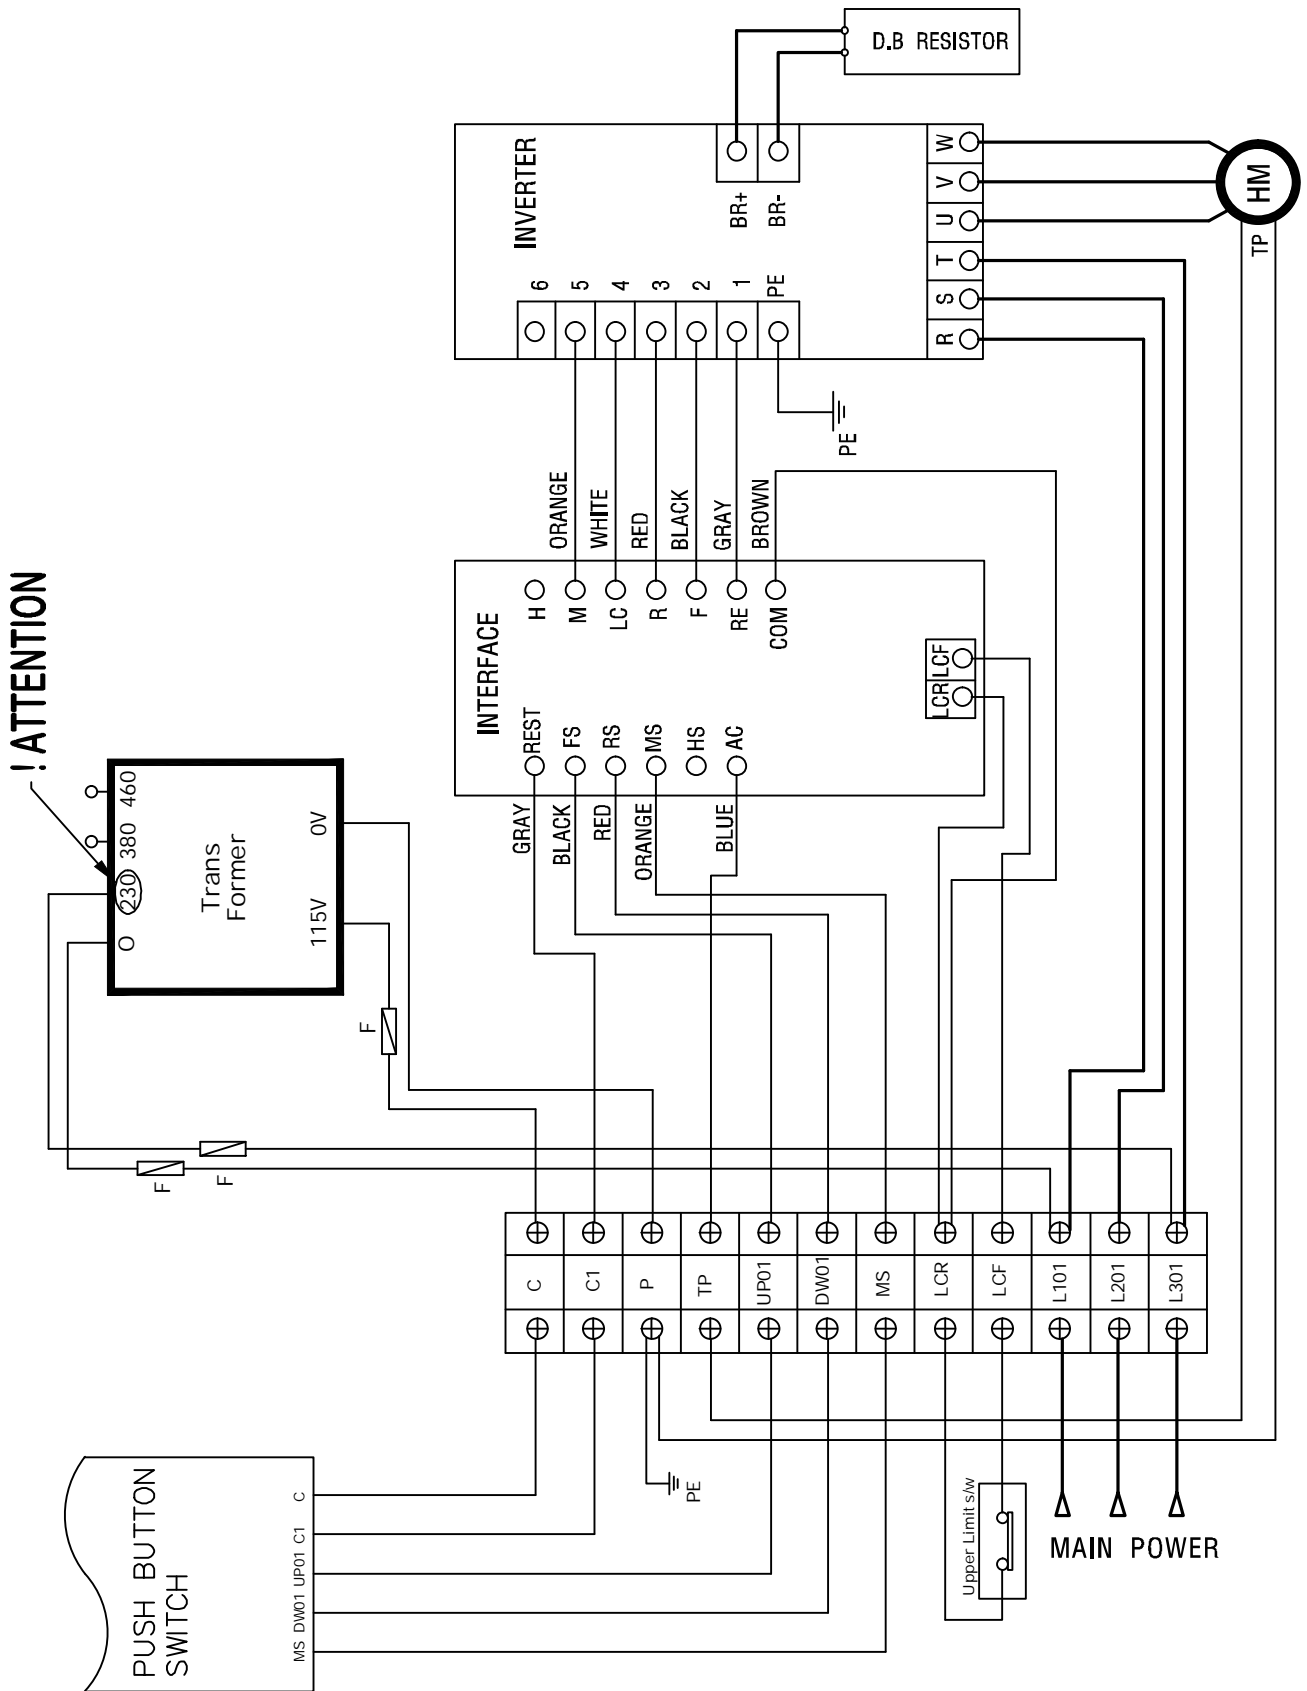 D.B RESISTOR
INVERTER
BR+
BR-
W
V
U
T
S
R
HM
TP
6
5
4
3
2
1
PE
PE
ORANGE
WHITE
RED
BLACK
GRAY
BROWN
INTERFACE
H
M
LC
R
F
RE
COM
LCR
LCF
REST
FS
RS
MS
HS
AC
GRAY
BLACK
RED
ORANGE
BLUE
! ATTENTION
O
230
380
460
Trans
Former
115V
0V
F
F
F
C
C1
P
TP
UP01
DW01
MS
LCR
LCF
L101
L201
L301
PUSH BUTTON
SWITCH
MS
DW01
UP01
C1
C
PE
Upper Limit s/w
MAIN POWER